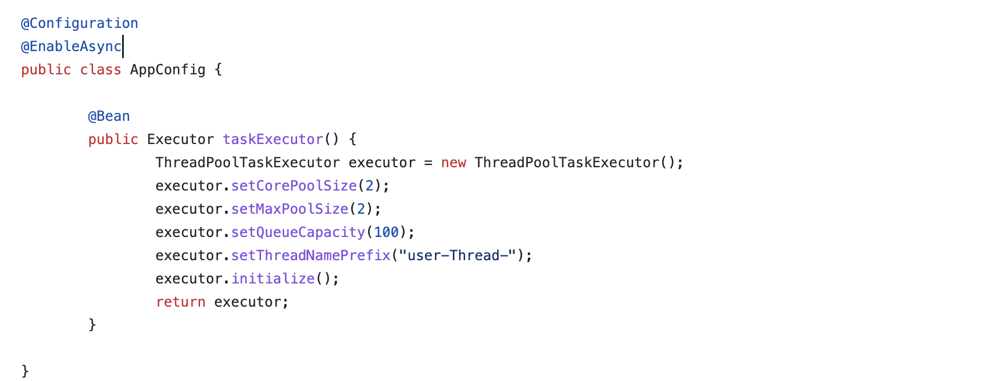 @Configuration
@EnableAsync
public class AppConfig {
@Bean
public Executor taskExecutor() {
ThreadPoolTaskExecutor executor = new ThreadPoolTaskExecutor();
executor.setCorePoolSize(2);
executor.setMaxPoolSize(2);
executor.setQueueCapacity(100);
executor.setThreadNamePrefix("user-Thread-");
executor.initialize();
return executor;
}
}